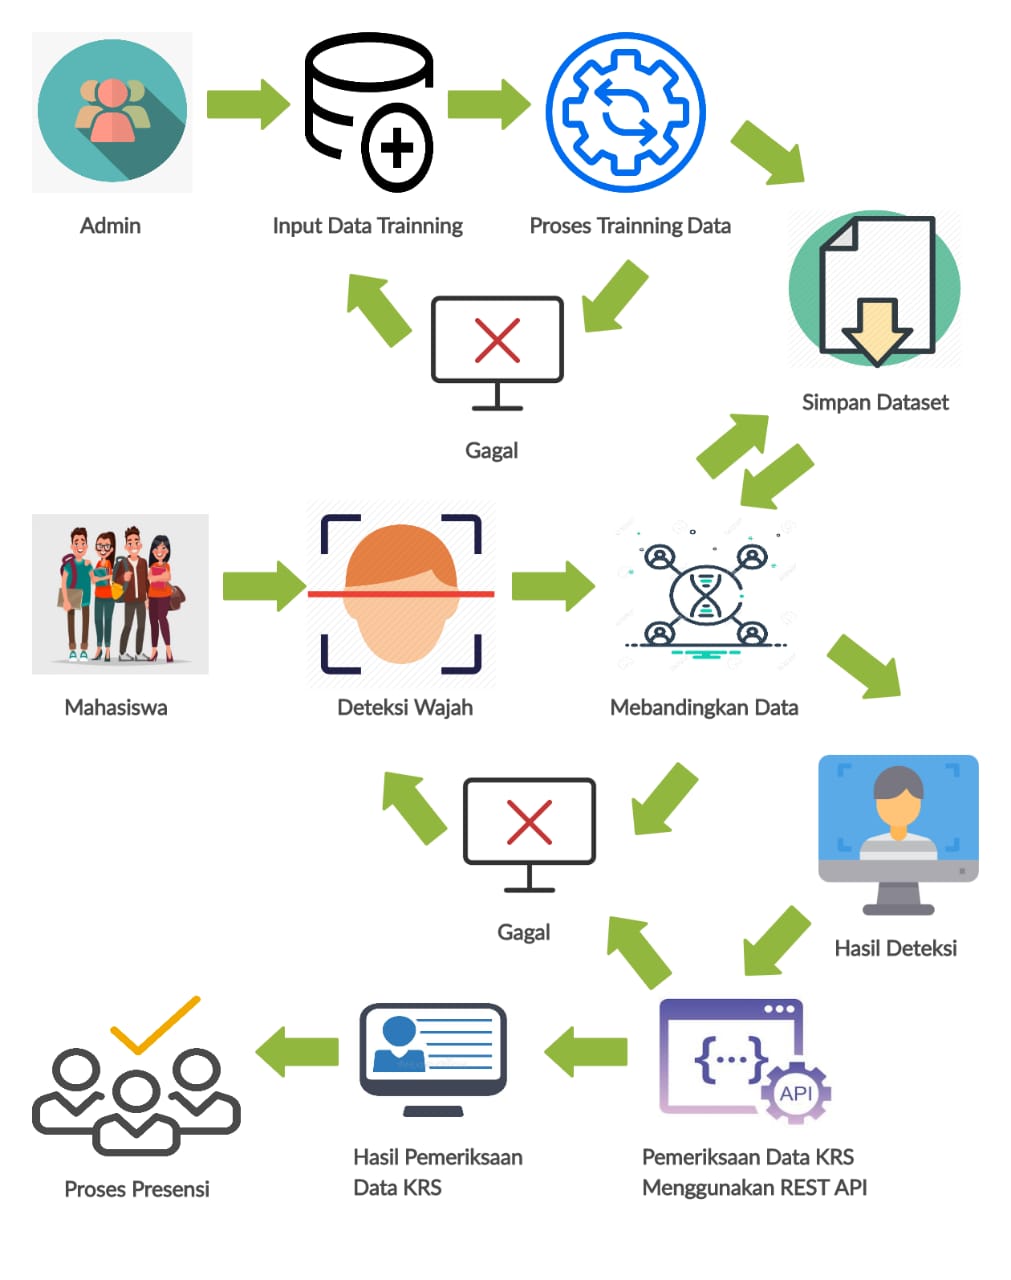 Admin
Input Data Trainning
Proses Trainning Data
Simpan Dataset
Gagal
Mahasiswa
Deteksi Wajah
Mebandingkan Data
Gagal
Hasil Deteksi
{...}
API
Proses Presensi
Hasil Pemeriksaan
Data KRS
Pemeriksaan Data KRS
Menggunakan REST API